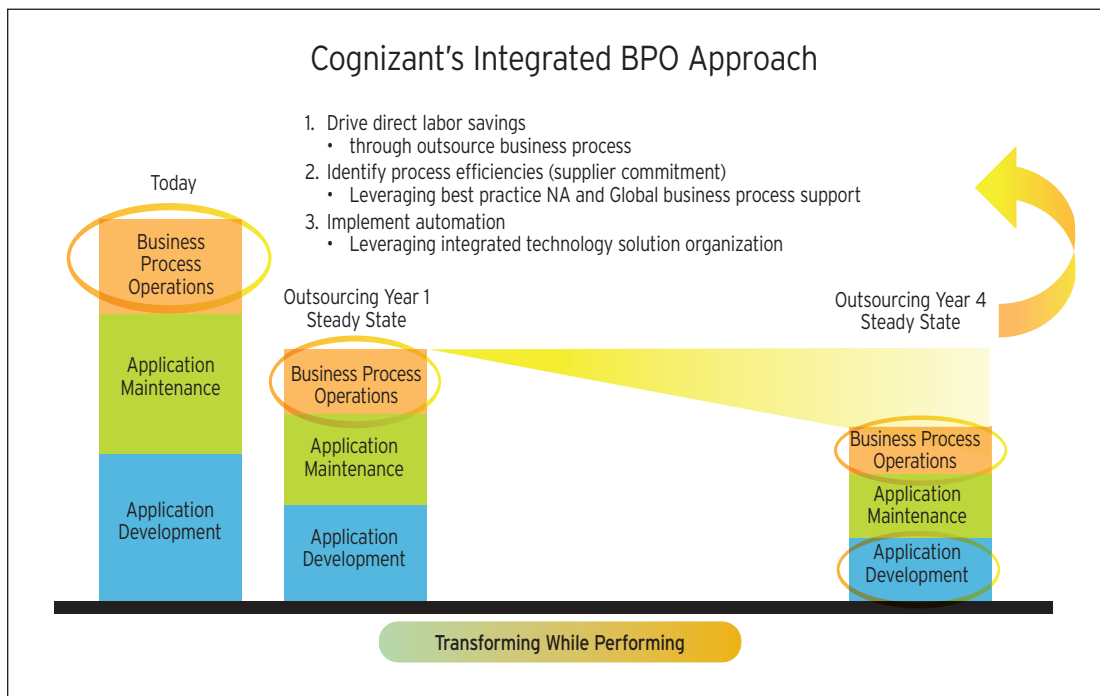 Cognizant's Integrated BPO Approach
1. Drive direct labor savings
• through outsource business process
2. Identify process efficiencies (supplier commitment)
• Leveraging best practice NA and Global business process support
3. Implement automation
• Leveraging integrated technology solution organization
Today
Business
Process
Operations
Application
Maintenance
Application
Development
Outsourcing Year 1
Steady State
Business Process
Operations
Application
Maintenance
Application
Development
Outsourcing Year 4
Steady State
Business Process
Operations
Application
Maintenance
Application
Development
Transforming While Performing